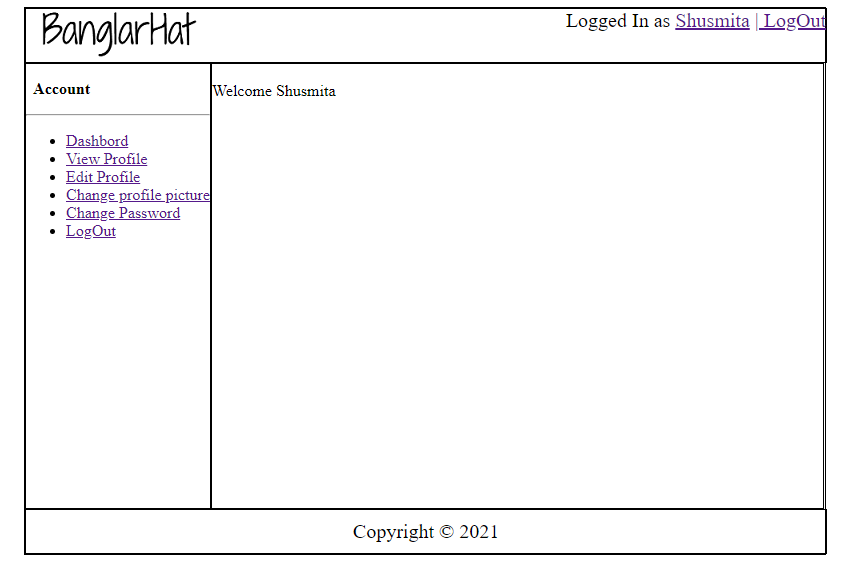 BanglarHat
Logged In as Shusmita | LogOut
Account
Dashbord
View Profile
Edit Profile
Change profile picture
Change Password
LogOut
Welcome Shusmita
Copyright © 2021